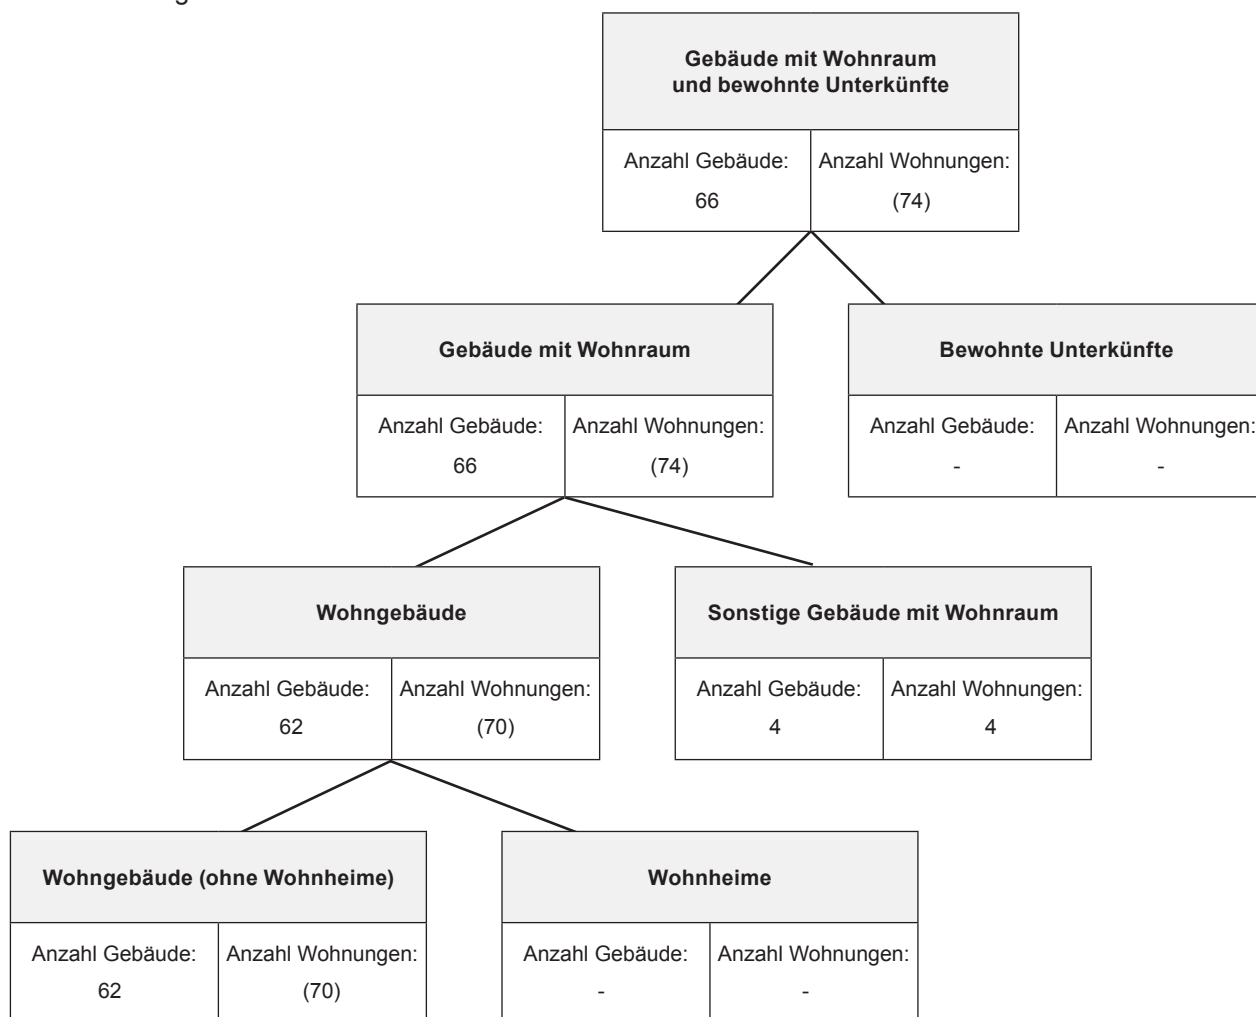 Gebäude mit Wohnraum
und bewohnte Unterkünfte
Anzahl Gebäude: Anzahl Wohnungen:
66 (74)
Gebäude mit Wohnraum
Bewohnte Unterkünfte
Anzahl Gebäude: Anzahl Wohnungen:
66 (74)
Anzahl Gebäude: Anzahl Wohnungen:
- -
Wohngebäude
Sonstige Gebäude mit Wohnraum
Anzahl Gebäude: Anzahl Wohnungen:
62 (70)
Anzahl Gebäude: Anzahl Wohnungen:
4 4
Wohngebäude (ohne Wohnheime)
Wohnheime
Anzahl Gebäude: Anzahl Wohnungen:
62 (70)
Anzahl Gebäude: Anzahl Wohnungen:
- -